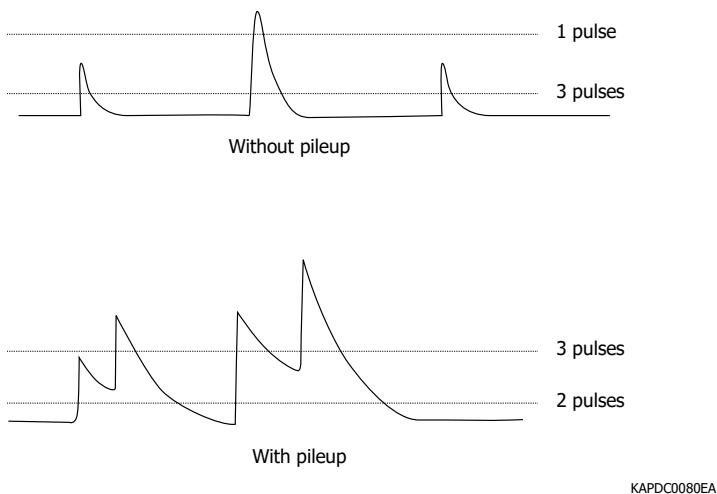 1 pulse
3 pulses
Without pileup
3 pulses
2 pulses
With pileup
KAPDC0080EA